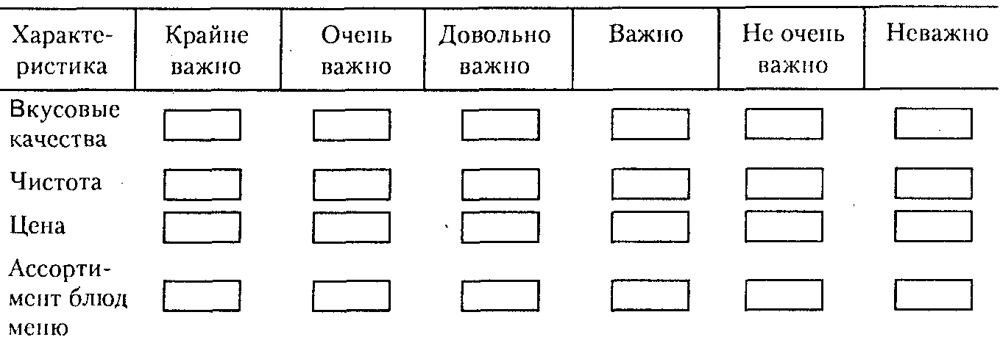 Характе- Крайне Очень Довольно Важно Не очень Неважно
ристика важно важно важно важно
Вкусовые
качества
Чистота
Цена
Ассорти-
мент блюд
меню